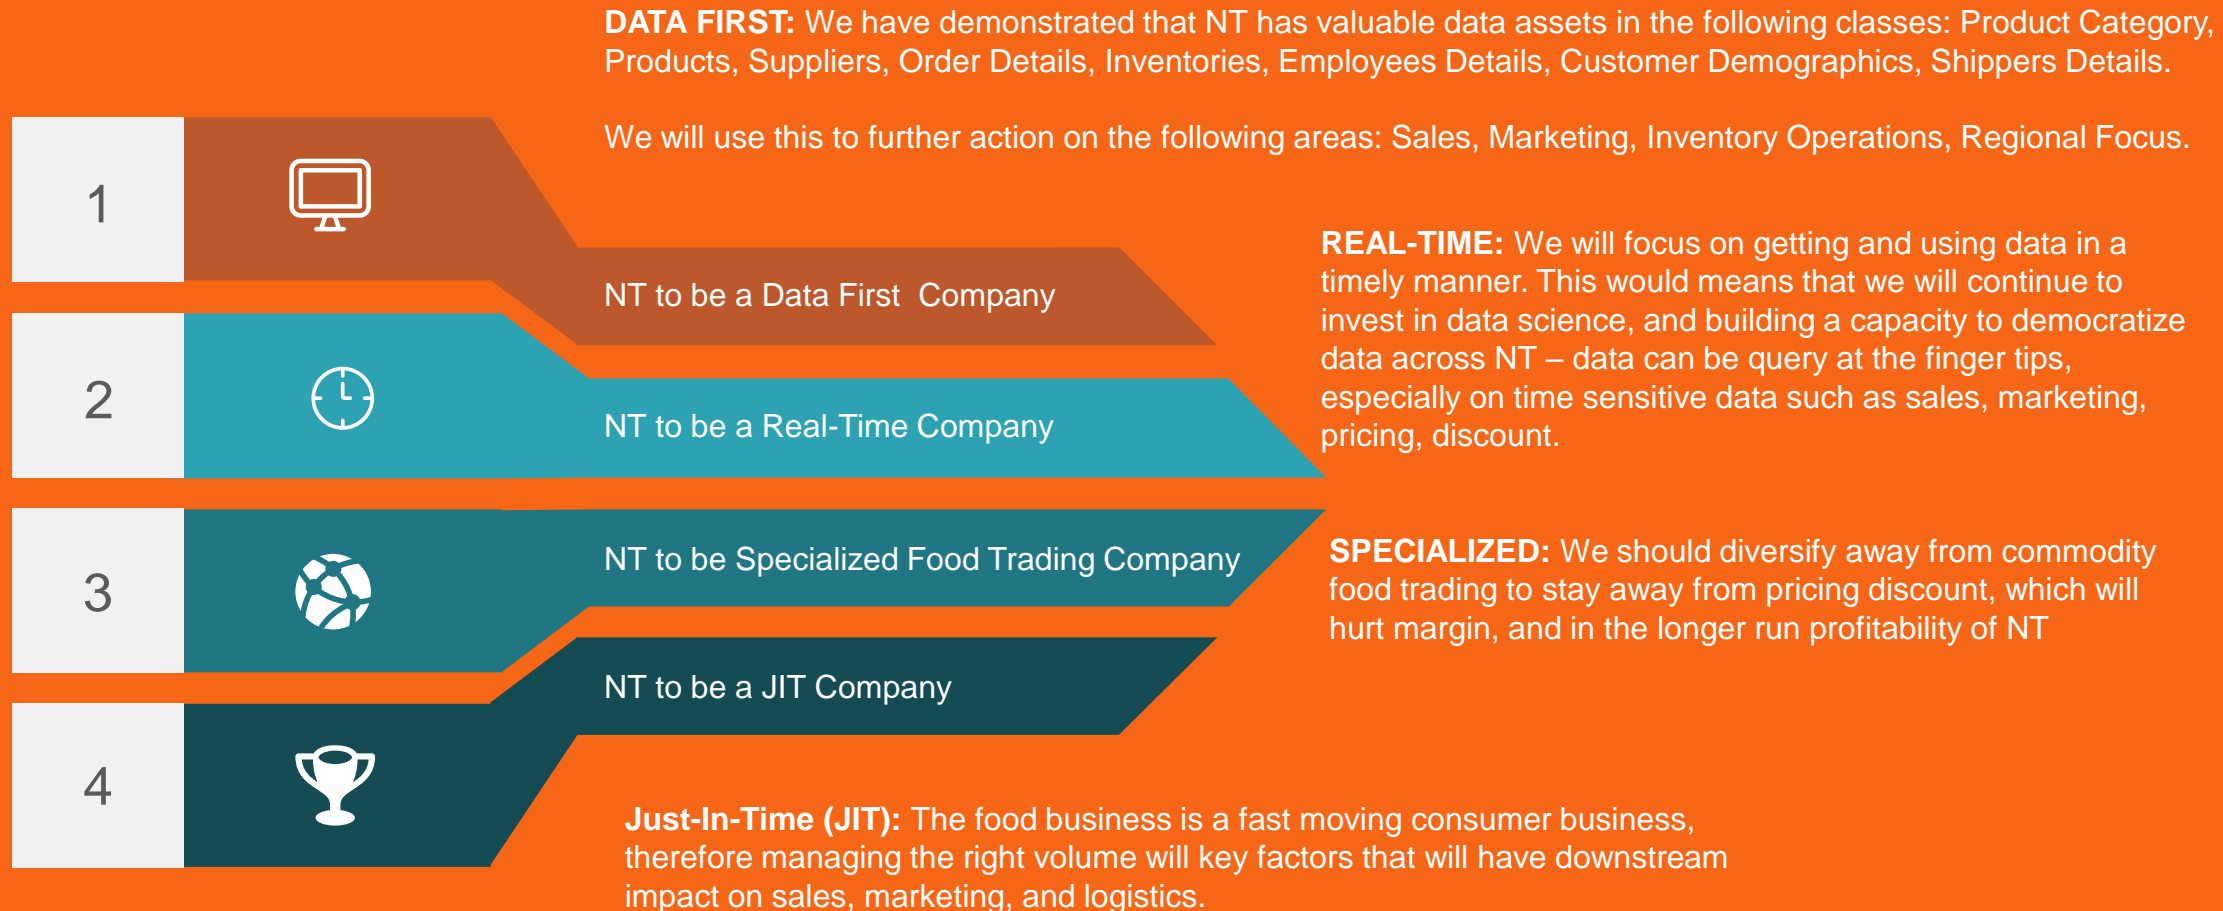 DATA FIRST: We have demonstrated that NT has valuable data assets in the following classes: Product Category,
Products, Suppliers, Order Details, Inventories, Employees Details, Customer Demographics, Shippers Details.
We will use this to further action on the following areas: Sales, Marketing, Inventory Operations, Regional Focus.
1
NT to be a Data First Company
REAL-TIME: We will focus on getting and using data in a
timely manner. This would means that we will continue to
invest in data science, and building a capacity to democratize
data across NT – data can be query at the finger tips,
especially on time sensitive data such as sales, marketing,
pricing, discount.
2
NT to be a Real-Time Company
3
NT to be Specialized Food Trading Company
SPECIALIZED: We should diversify away from commodity
food trading to stay away from pricing discount, which will
hurt margin, and in the longer run profitability of NT
NT to be a JIT Company
4
Just-In-Time (JIT): The food business is a fast moving consumer business,
therefore managing the right volume will key factors that will have downstream
impact on sales, marketing, and logistics.